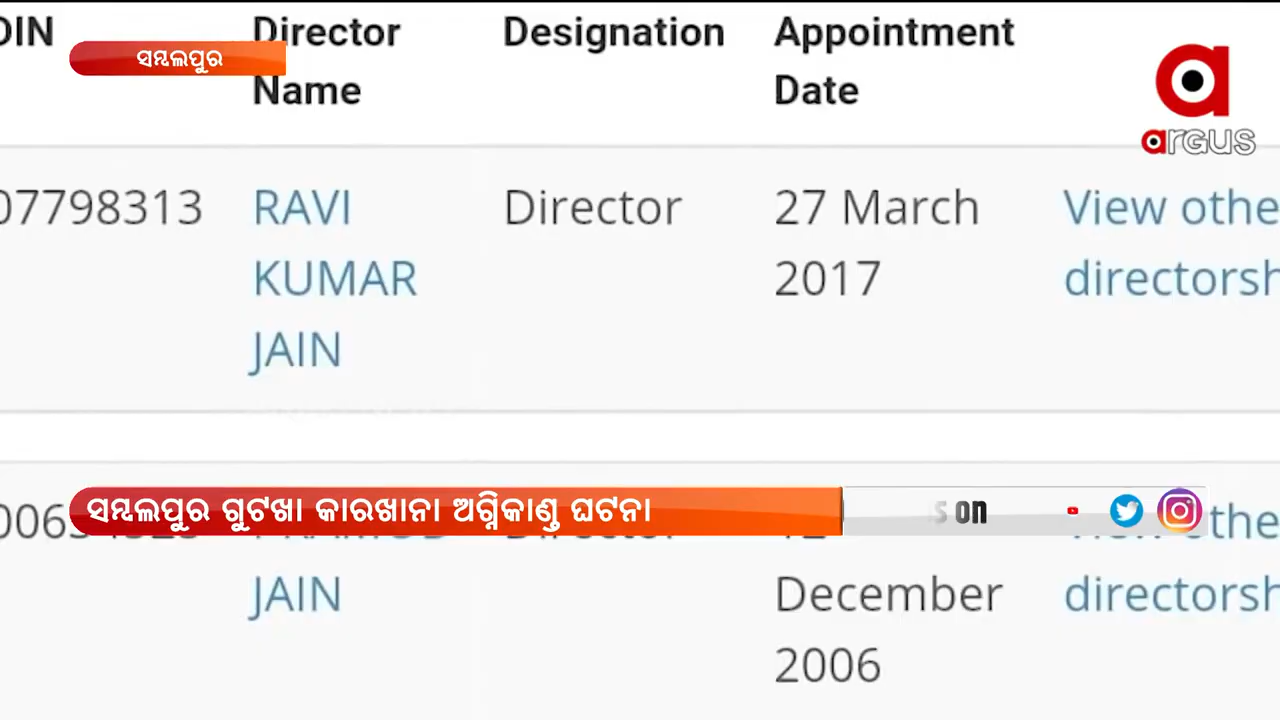 DIN Director Name Designation Appointment Date
ସମ୍ବଲପୁର
argus
07798313 RAVI KUMAR JAIN Director 27 March 2017 View othe directorsh
ସମ୍ବଲପୁର ଗୁଟଖା କାରଖାନା ଅଗ୍ନିକାଣ୍ଡ ଘଟଣା
S on
JAIN December 2006 directorsh